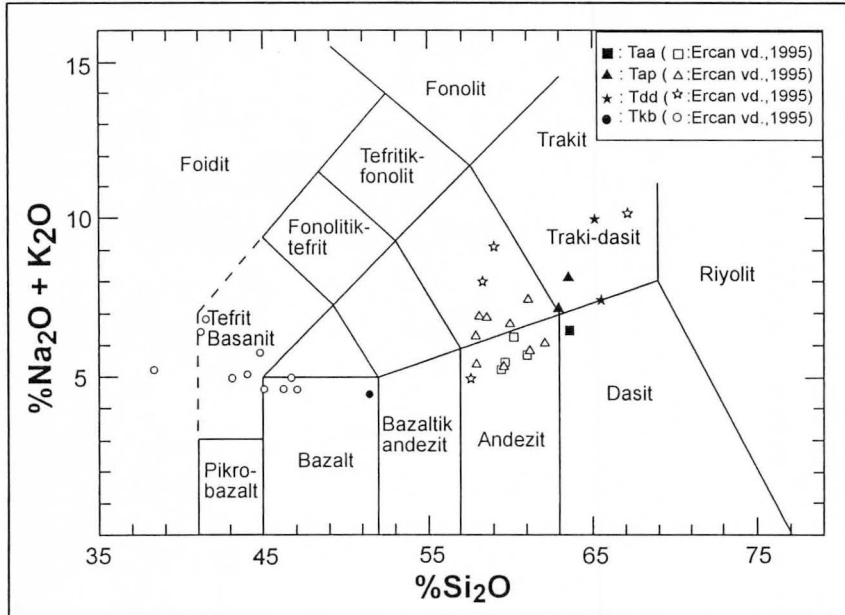 ■ : Taa ( □ :Ercan vd.,1995)
▲ : Tap ( △ :Ercan vd.,1995)
★ : Tdd ( ☆ :Ercan vd.,1995)
● : Tkb ( ○ :Ercan vd.,1995)
15
10
5
%Na2O + K2O
Fonolit
Trakit
Foidit
Tefritik-
fonolit
Fonolitik-
tefrit
Traki-dasit
Riyolit
Tefrit
Basanit
Pikro-
bazalt
Bazalt
Bazaltik
andezit
Andezit
Dasit
35 45 55 65 75
%Si2O